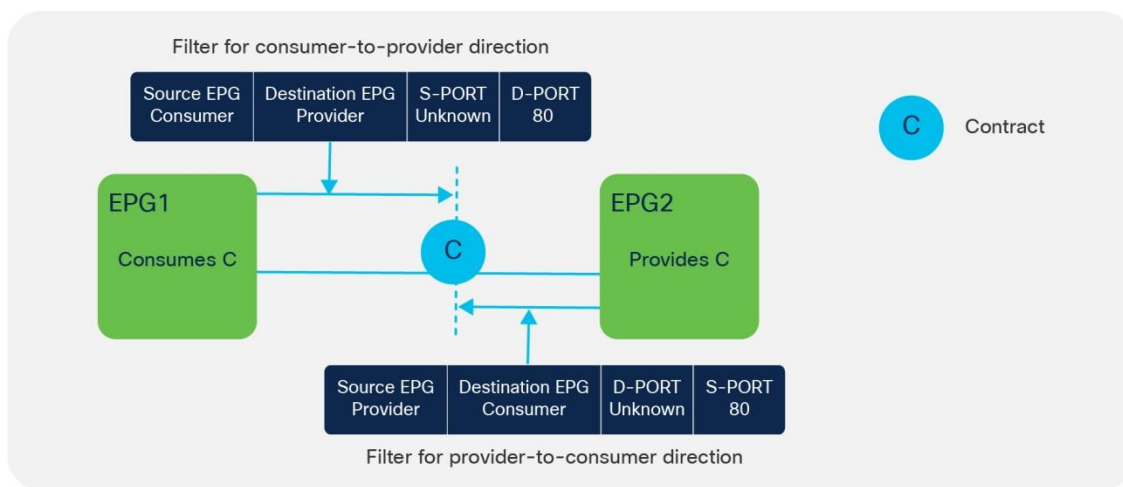 Filter for consumer-to-provider direction
Source EPG Consumer
Destination EPG Provider
S-PORT Unknown
D-PORT 80
C
Contract
EPG1
Consumes C
C
EPG2
Provides C
Source EPG Provider
Destination EPG Consumer
D-PORT Unknown
S-PORT 80
Filter for provider-to-consumer direction